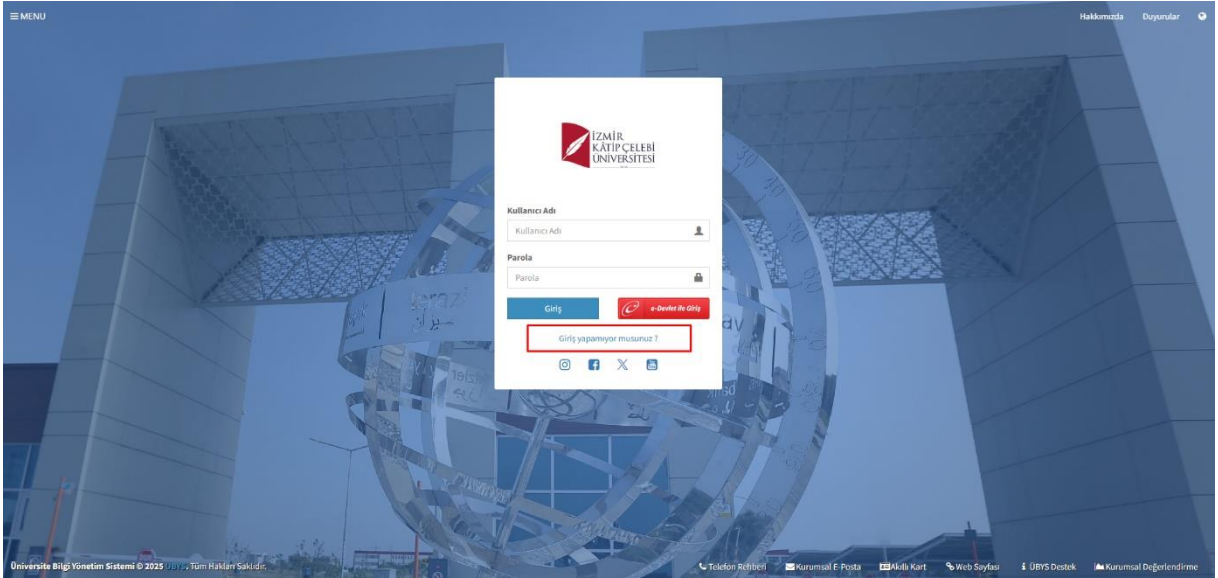 MENU
Hakkımızda
Duyurular
İZMİR
KÂTİP ÇELEBİ
ÜNİVERSİTESİ
Kullanıcı Adı
Kullanıcı Adı
Parola
Parola
Giriş
e-Devlet ile Giriş
Giriş yapamıyor musunuz ?
terazi
Üniversite Bilgi Yönetim Sistemi © 2025 UBYS. Tüm Hakları Saklıdır.
Telefon Rehberi
Kurumsal E-Posta
Akıllı Kart
Web Sayfası
ÜBYS Destek
Kurumsal Değerlendirme